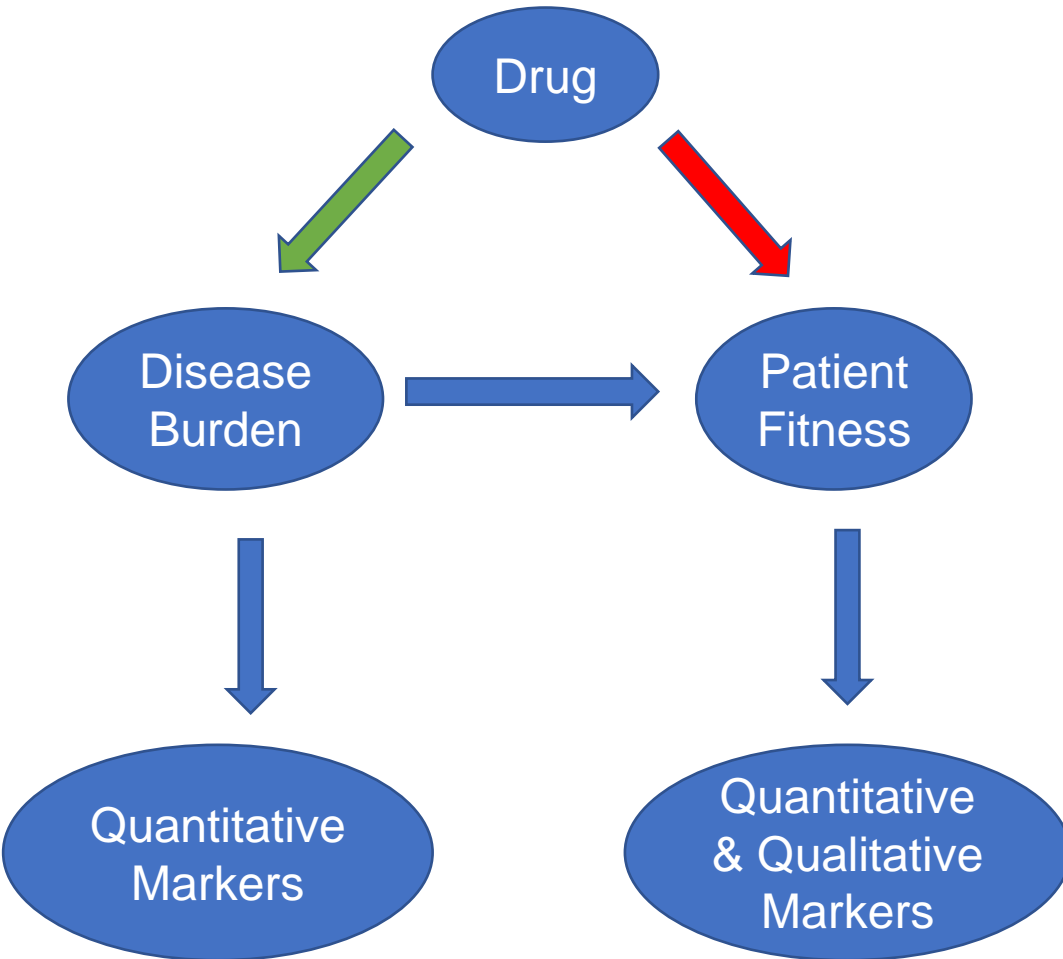 Drug
Disease
Burden
Patient
Fitness
Quantitative
Markers
Quantitative
& Qualitative
Markers